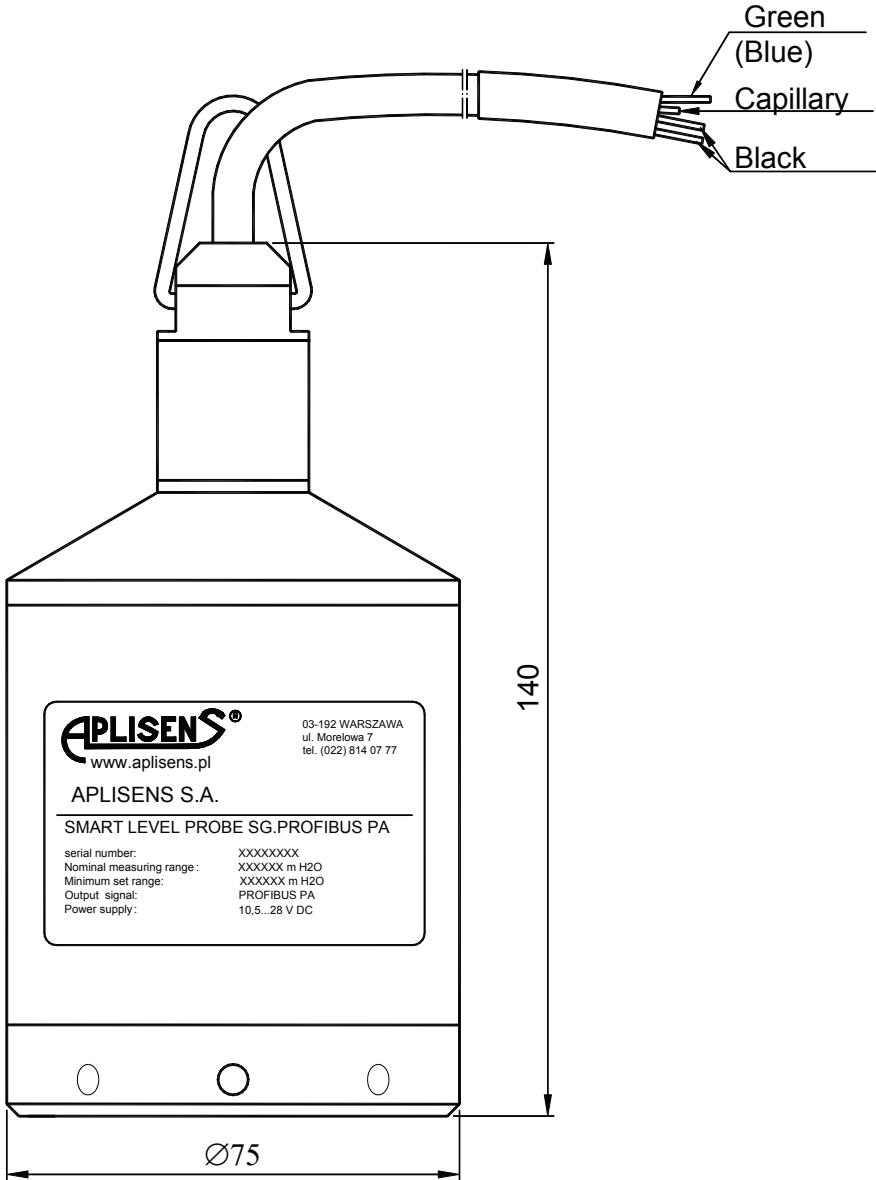 Green
(Blue)
Capillary
Black
140
APLISENS®
03-192 WARSZAWA
ul. Morelowa 7
tel. (022) 814 07 77
www.aplisens.pl
APLISENS S.A.
SMART LEVEL PROBE SG.PROFIBUS PA
serial number: XXXXXXXX
Nominal measuring range : XXXXXX m H2O
Minimum set range: XXXXXX m H2O
Output signal: PROFIBUS PA
Power supply : 10,5...28 V DC
∅75